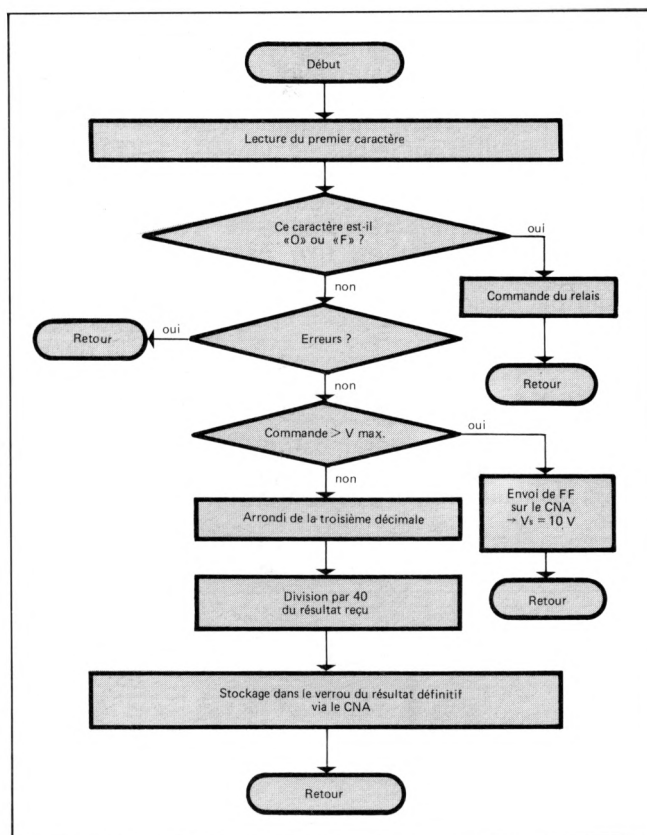 Début
Lecture du premier caractère
Ce caractère est-il
«O» ou «F» ?
oui
non
Commande du relais
Retour
oui
Erreurs ?
Retour
non
Commande > V max.
oui
non
Envoi de FF
sur le CNA
→ Vs = 10 V
Arrondi de la troisième décimale
Retour
Division par 40
du résultat reçu
Stockage dans le verrou du résultat définitif
via le CNA
Retour